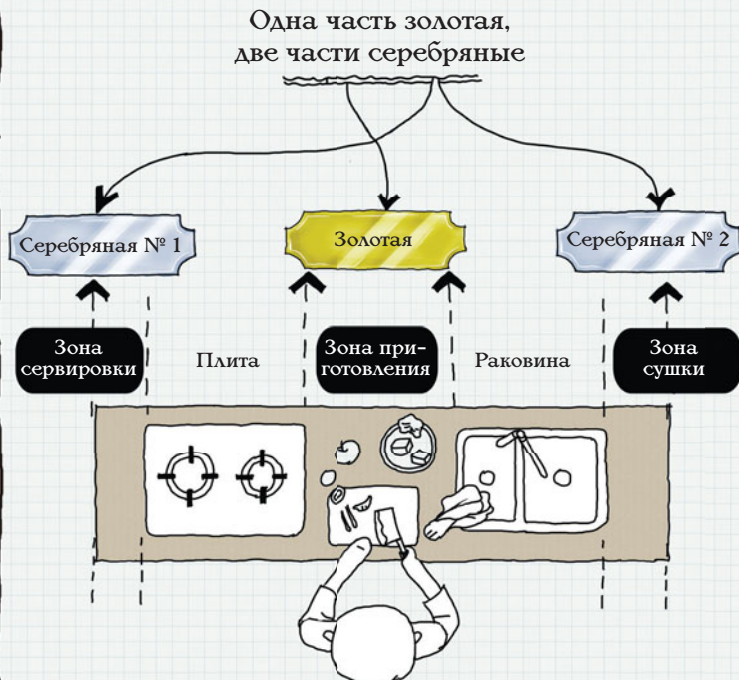 Одна часть золотая,
две части серебряные
Серебряная № 1
Золотая
Серебряная № 2
Зона
сервировки
Плита
Зона при-
готовления
Раковина
Зона
сушки